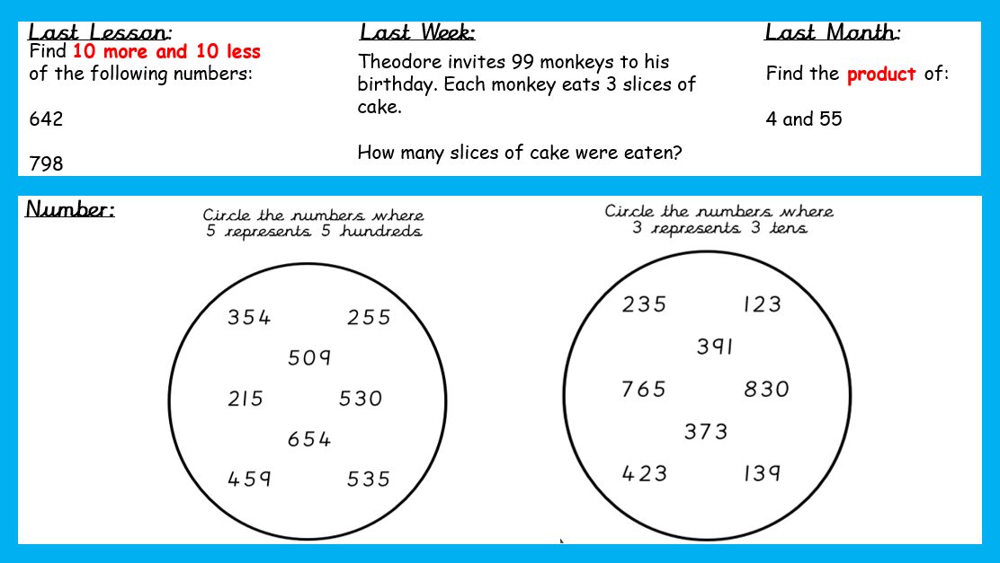 Last Lesson:
Find 10 more and 10 less
of the following numbers:
642
798
Last Week:
Theodore invites 99 monkeys to his
birthday. Each monkey eats 3 slices of
cake.
How many slices of cake were eaten?
Last Month:
Find the product of:
4 and 55
Number:
Circle the numbers where
5 represents 5 hundreds
354 255
509
215 530
654
459 535
Circle the numbers where
3 represents 3 tens
235 123
391
765 830
373
423 139